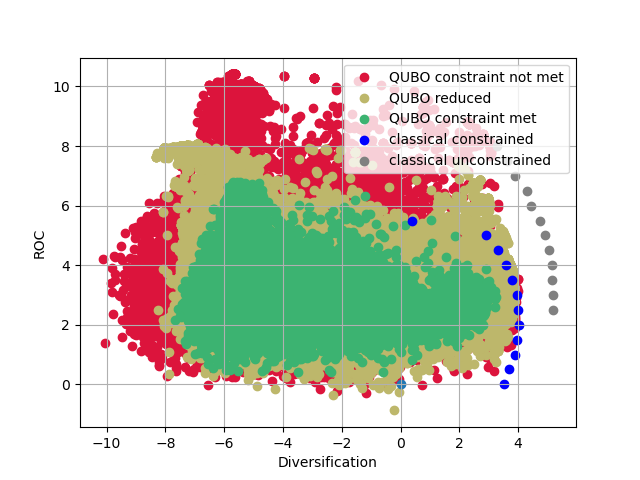 QUBO constraint not met
QUBO reduced
QUBO constraint met
classical constrained
classical unconstrained
10
8
6
4
2
0
ROC
−10 −8 −6 −4 −2 0 2 4
Diversification